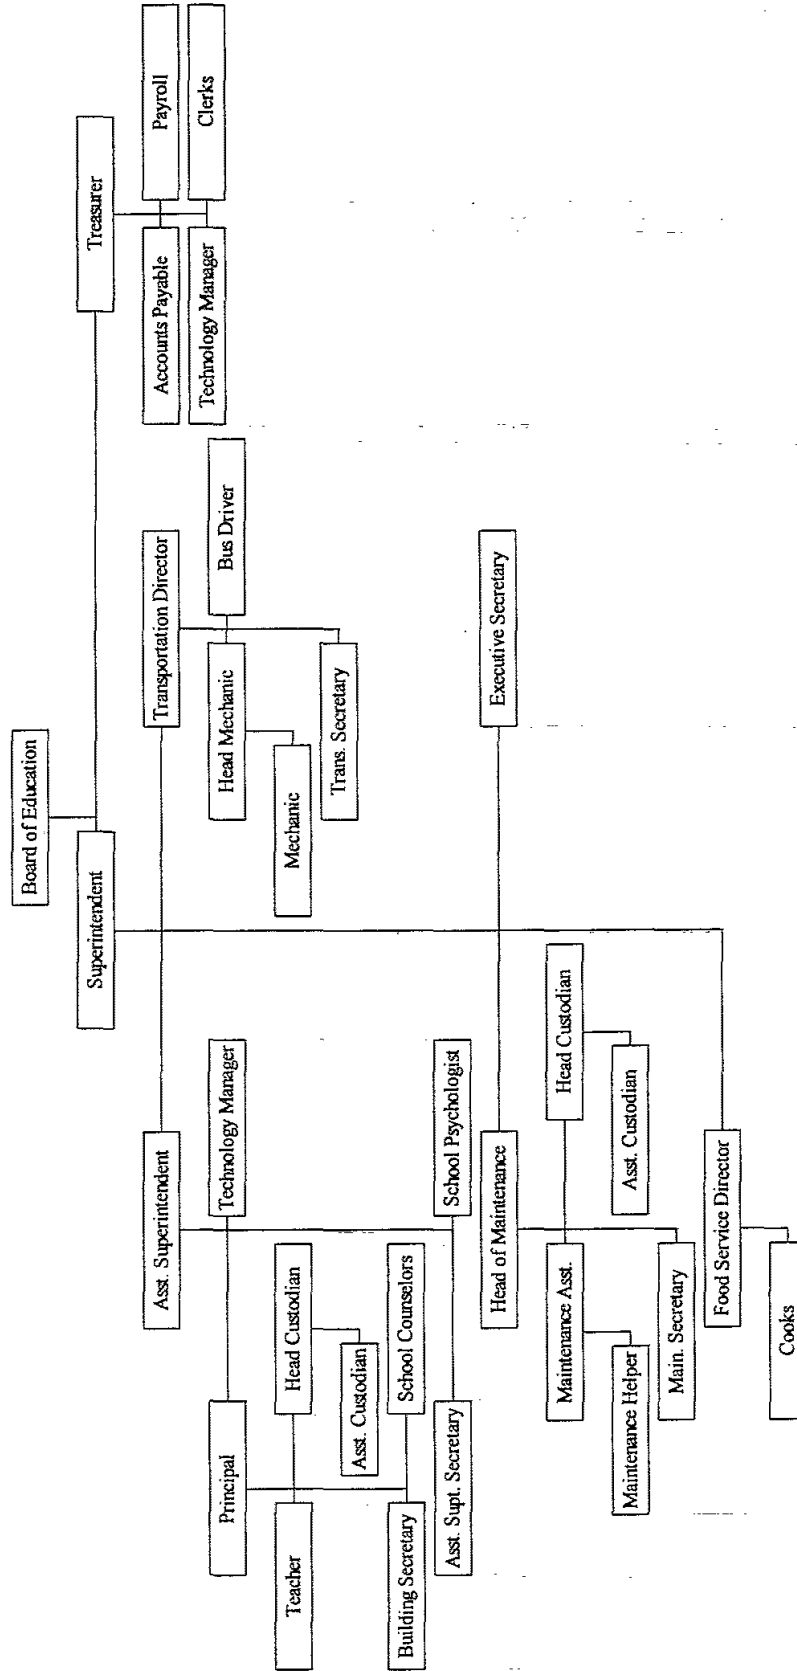 Board of Education
Superintendent
Treasurer
Asst. Superintendent
Transportation Director
Accounts Payable
Payroll
Technology Manager
Clerks
Principal
Technology Manager
Head Mechanic
Bus Driver
Mechanic
Trans. Secretary
Teacher
Head Custodian
Asst. Custodian
Building Secretary
School Counselors
Asst. Supt. Secretary
School Psychologist
Head of Maintenance
Executive Secretary
Maintenance Asst.
Head Custodian
Maintenance Helper
Asst. Custodian
Main. Secretary
Food Service Director
Cooks